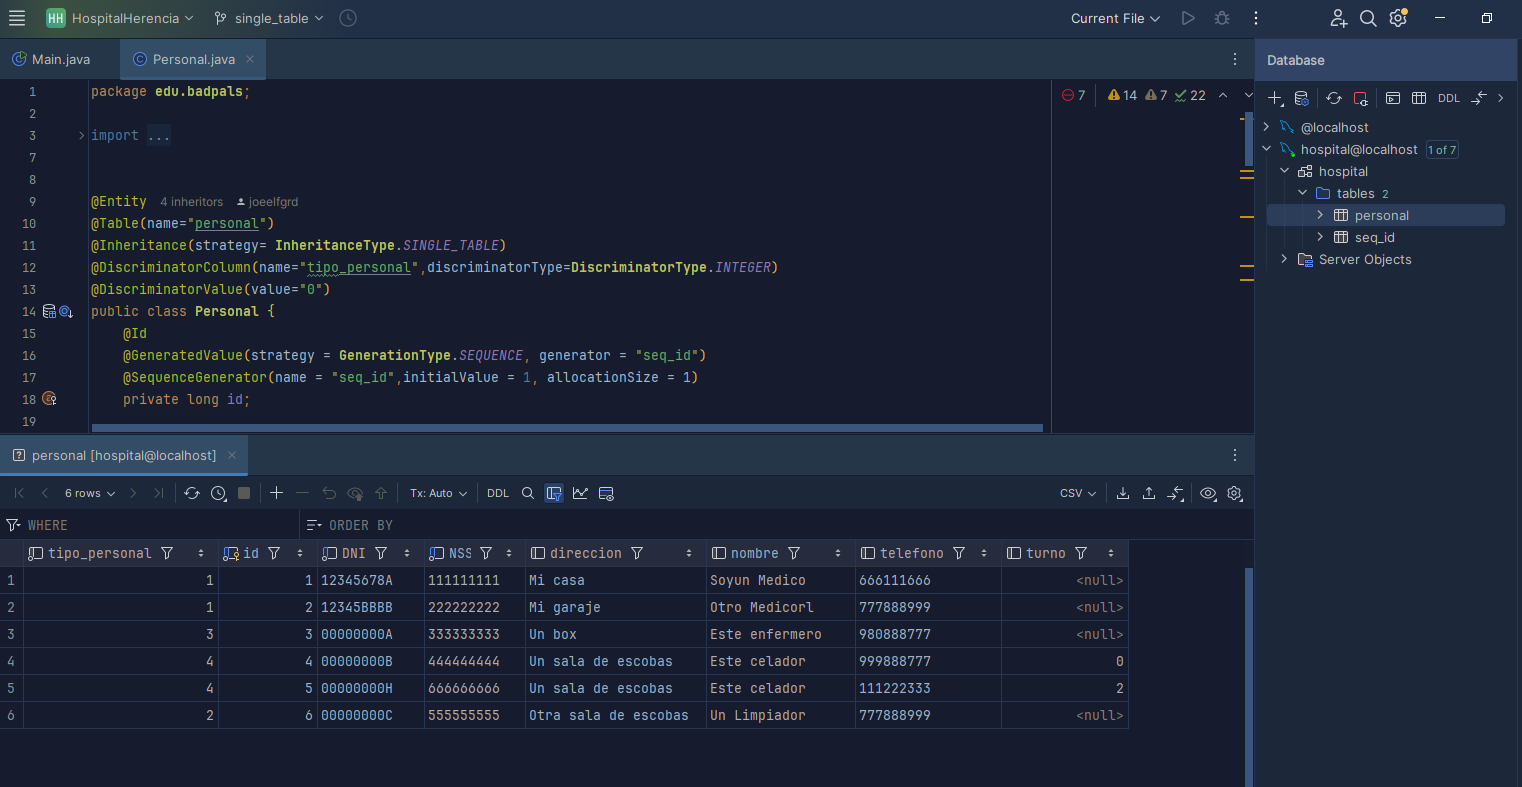 HH HospitalHerencia single_table Current File
Main.java Personal.java Database
1 package edu.badpals; 7 14 7 22 DDL
2
3 import ... @localhost
7 hospital@localhost 1 of 7
8 hospital
9 @Entity 4 inheritors joeelfgrd tables 2
10 @Table(name="personal") personal
11 @Inheritance(strategy= InheritanceType.SINGLE_TABLE) seq_id
12 @DiscriminatorColumn(name="tipo_personal",discriminatorType=DiscriminatorType.INTEGER) Server Objects
13 @DiscriminatorValue(value="0")
14 public class Personal {
15 @Id
16 @GeneratedValue(strategy = GenerationType.SEQUENCE, generator = "seq_id")
17 @SequenceGenerator(name = "seq_id",initialValue = 1, allocationSize = 1)
18 private long id;
19
personal [hospital@localhost]
6 rows Tx: Auto DDL CSV
WHERE ORDER BY
tipo_personal id DNI NSS direccion nombre telefono turno
1 1 1 12345678A 111111111 Mi casa Soyun Medico 666111666 <null>
2 1 2 12345BBBB 222222222 Mi garaje Otro Medicorl 777888999 <null>
3 3 3 00000000A 333333333 Un box Este enfermero 980888777 <null>
4 4 4 00000000B 444444444 Un sala de escobas Este celador 999888777 0
5 4 5 00000000H 666666666 Un sala de escobas Este celador 111222333 2
6 2 6 00000000C 555555555 Otra sala de escobas Un Limpiador 777888999 <null>